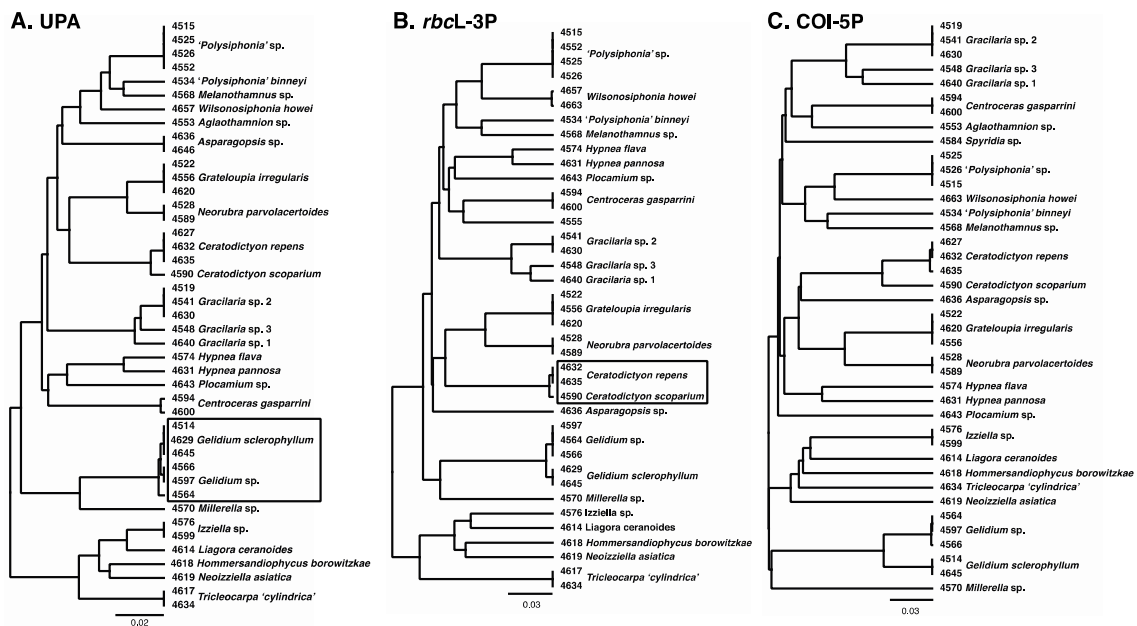 A. UPA
4515
4525 'Polysiphonia' sp.
4526
4552
4534 'Polysiphonia' binneyi
4568 Melanothamnus sp.
4657 Wilsonosiphonia howei
4553 Aglaothamnion sp.
4636 Asparagopsis sp.
4646
4522
4556 Grateloupia irregularis
4620
4528 Neorubra parvolacertoides
4589
4627
4632 Ceratodictyon repens
4635
4590 Ceratodictyon scoparium
4519
4541 Gracilaria sp. 2
4630
4548 Gracilaria sp. 3
4640 Gracilaria sp. 1
4574 Hypnea flava
4631 Hypnea pannosa
4643 Plocamium sp.
4594 Centroceras gasparrini
4600
4514
4629 Gelidium sclerophyllum
4645
4566
4597 Gelidium sp.
4564
4570 Millerella sp.
4576 Izziella sp.
4599
4614 Liagora ceranoides
4618 Hommersandiophycus borowitzkae
4619 Neoizziella asiatica
4617 Tricleocarpa 'cylindrica'
4634
0.02
B. rbcL-3P
4515
4552 'Polysiphonia' sp.
4525
4526
4657 Wilsonosiphonia howei
4663
4534 'Polysiphonia' binneyi
4568 Melanothamnus sp.
4574 Hypnea flava
4631 Hypnea pannosa
4643 Plocamium sp.
4594 Centroceras gasparrini
4600
4555
4541 Gracilaria sp. 2
4630
4548 Gracilaria sp. 3
4640 Gracilaria sp. 1
4522
4556 Grateloupia irregularis
4620
4528 Neorubra parvolacertoides
4589
4632 Ceratodictyon repens
4635
4590 Ceratodictyon scoparium
4636 Asparagopsis sp.
4597
4564 Gelidium sp.
4566
4629 Gelidium sclerophyllum
4645
4570 Millerella sp.
4576 Izziella sp.
4614 Liagora ceranoides
4618 Hommersandiophycus borowitzkae
4619 Neoizziella asiatica
4617 Tricleocarpa 'cylindrica'
4634
0.03
C. COI-5P
4519
4541 Gracilaria sp. 2
4630
4548 Gracilaria sp. 3
4640 Gracilaria sp. 1
4594 Centroceras gasparrini
4600
4553 Aglaothamnion sp.
4584 Spyridia sp.
4525
4526 'Polysiphonia' sp.
4515
4663 Wilsonosiphonia howei
4534 'Polysiphonia' binneyi
4568 Melanothamnus sp.
4627
4632 Ceratodictyon repens
4635
4590 Ceratodictyon scoparium
4636 Asparagopsis sp.
4522
4620 Grateloupia irregularis
4556
4528 Neorubra parvolacertoides
4589
4574 Hypnea flava
4631 Hypnea pannosa
4643 Plocamium sp.
4576 Izziella sp.
4599
4614 Liagora ceranoides
4618 Hommersandiophycus borowitzkae
4634 Tricleocarpa 'cylindrica'
4619 Neoizziella asiatica
4564
4597 Gelidium sp.
4566
4514 Gelidium sclerophyllum
4645
4570 Millerella sp.
0.03